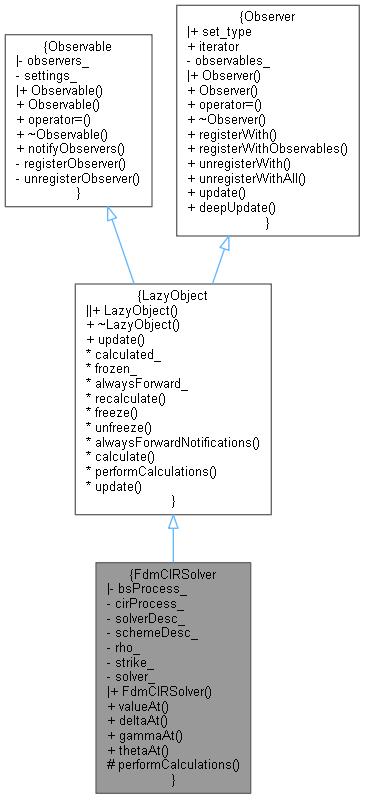 {Observable
|- observers_
- settings_
|+ Observable()
+ Observable()
+ operator=()
+ ~Observable()
+ notifyObservers()
- registerObserver()
- unregisterObserver()
}
{Observer
|+ set_type
+ iterator
- observables_
|+ Observer()
+ Observer()
+ operator=()
+ ~Observer()
+ registerWith()
+ registerWithObservables()
+ unregisterWith()
+ unregisterWithAll()
+ update()
+ deepUpdate()
}
{LazyObject
||+ LazyObject()
+ ~LazyObject()
+ update()
* calculated_
* frozen_
* alwaysForward_
* recalculate()
* freeze()
* unfreeze()
* alwaysForwardNotifications()
* calculate()
* performCalculations()
* update()
}
{FdmCIRSolver
|- bsProcess_
- cirProcess_
- solverDesc_
- schemeDesc_
- rho_
- strike_
- solver_
|+ FdmCIRSolver()
+ valueAt()
+ deltaAt()
+ gammaAt()
+ thetaAt()
# performCalculations()
}